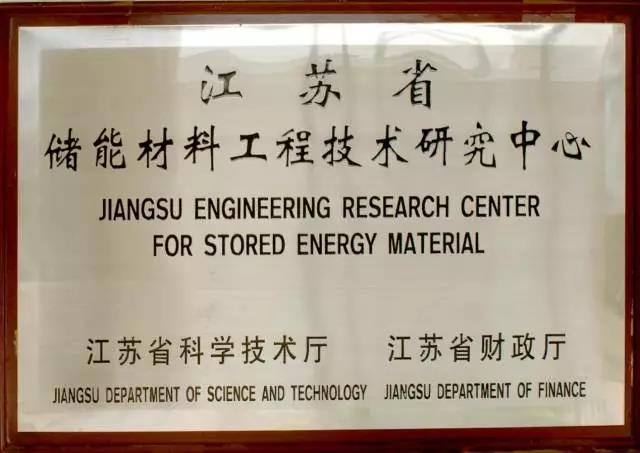 江苏省
储能材料工程技术研究中心
JIANGSU ENGINEERING RESEARCH CENTER
FOR STORED ENERGY MATERIAL
江苏省科学技术厅 江苏省财政厅
JIANGSU DEPARTMENT OF SCIENCE AND TECHNOLOGY JIANGSU DEPARTMENT OF FINANCE